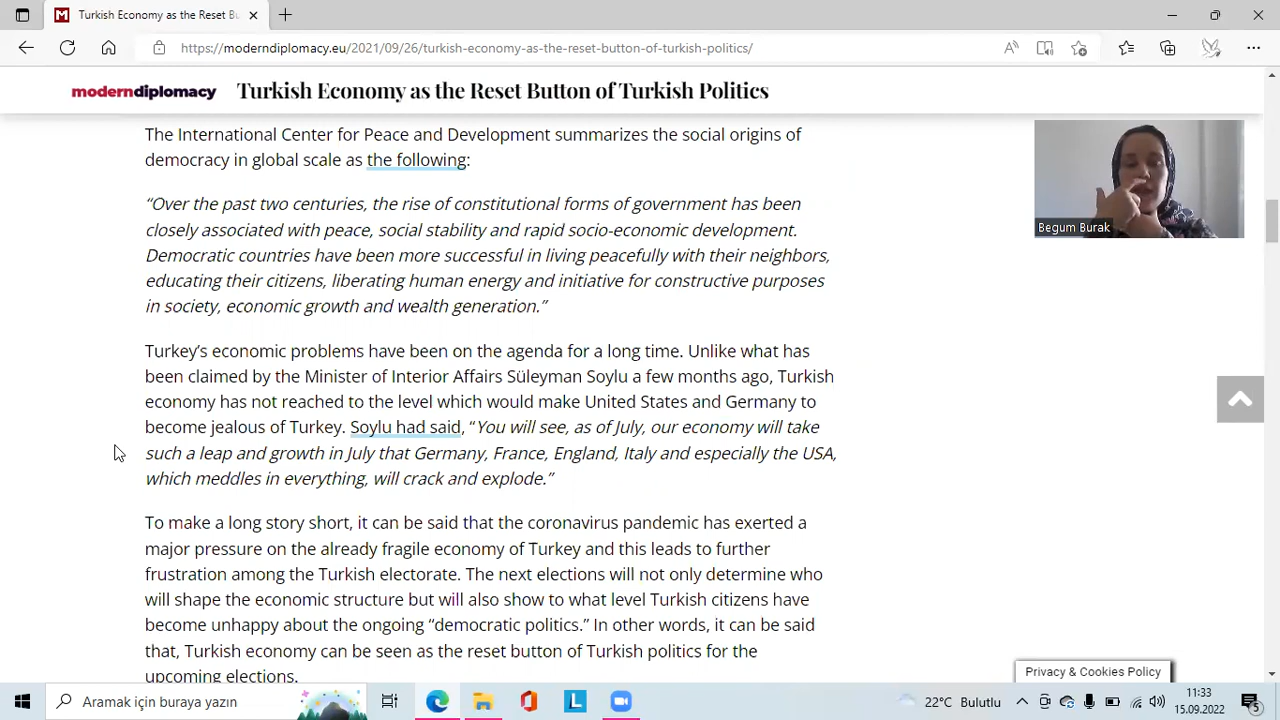 Turkish Economy as the Reset Bu
https://moderndiplomacy.eu/2021/09/26/turkish-economy-as-the-reset-button-of-turkish-politics/
moderndiplomacy
Turkish Economy as the Reset Button of Turkish Politics
The International Center for Peace and Development summarizes the social origins of
democracy in global scale as the following:
“Over the past two centuries, the rise of constitutional forms of government has been
closely associated with peace, social stability and rapid socio-economic development.
Democratic countries have been more successful in living peacefully with their neighbors,
educating their citizens, liberating human energy and initiative for constructive purposes
in society, economic growth and wealth generation.”
Turkey’s economic problems have been on the agenda for a long time. Unlike what has
been claimed by the Minister of Interior Affairs Süleyman Soylu a few months ago, Turkish
economy has not reached to the level which would make United States and Germany to
become jealous of Turkey. Soylu had said, “You will see, as of July, our economy will take
such a leap and growth in July that Germany, France, England, Italy and especially the USA,
which meddles in everything, will crack and explode.”
To make a long story short, it can be said that the coronavirus pandemic has exerted a
major pressure on the already fragile economy of Turkey and this leads to further
frustration among the Turkish electorate. The next elections will not only determine who
will shape the economic structure but will also show to what level Turkish citizens have
become unhappy about the ongoing “democratic politics.” In other words, it can be said
that, Turkish economy can be seen as the reset button of Turkish politics for the
upcoming elections.
Begum Burak
Privacy & Cookies Policy
Aramak için buraya yazın
L
22°C Bulutlu
11:33
15.09.2022
5